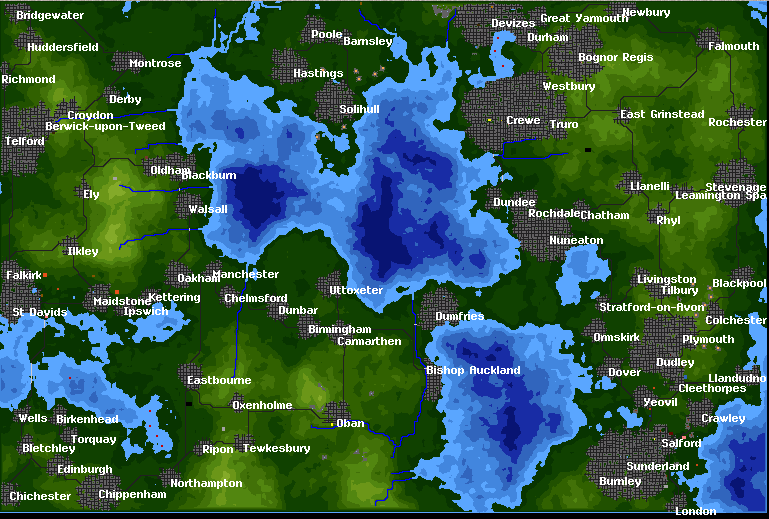 Bridgewater
Great Yarmouth
Newbury
Devizes
Poole
Durham
Barnsley
Huddersfield
Falmouth
Bognor Regis
Montrose
Hastings
Richmond
Westbury
Derby
Solihull
Croydon
East Grinstead
Crewe
Rochester
Berwick-upon-Tweed
Truro
Telford
Oldham
Blackburn
Llanelli
Stevenage
Ely
Leamington Spa
Dundee
Walsall
Rochdale
Chatham
Rhyl
Nuneaton
Ilkley
Falkirk
Manchester
Oakham
Livingston
Blackpool
Uttoxeter
Tilbury
Kettering
Chelmsford
Maidstone
Stratford-on-Avon
St Davids
Ipswich
Dunbar
Dumfries
Colchester
Birmingham
Ormskirk
Plymouth
Carmarthen
Dudley
Bishop Auckland
Dover
Llandudno
Eastbourne
Cleethorpes
Yeovil
Oxenholme
Wells
Birkenhead
Crawley
Oban
Torquay
Salford
Bletchley
Ripon
Tewkesbury
Edinburgh
Sunderland
Northampton
Burnley
Chichester
Chippenham
London